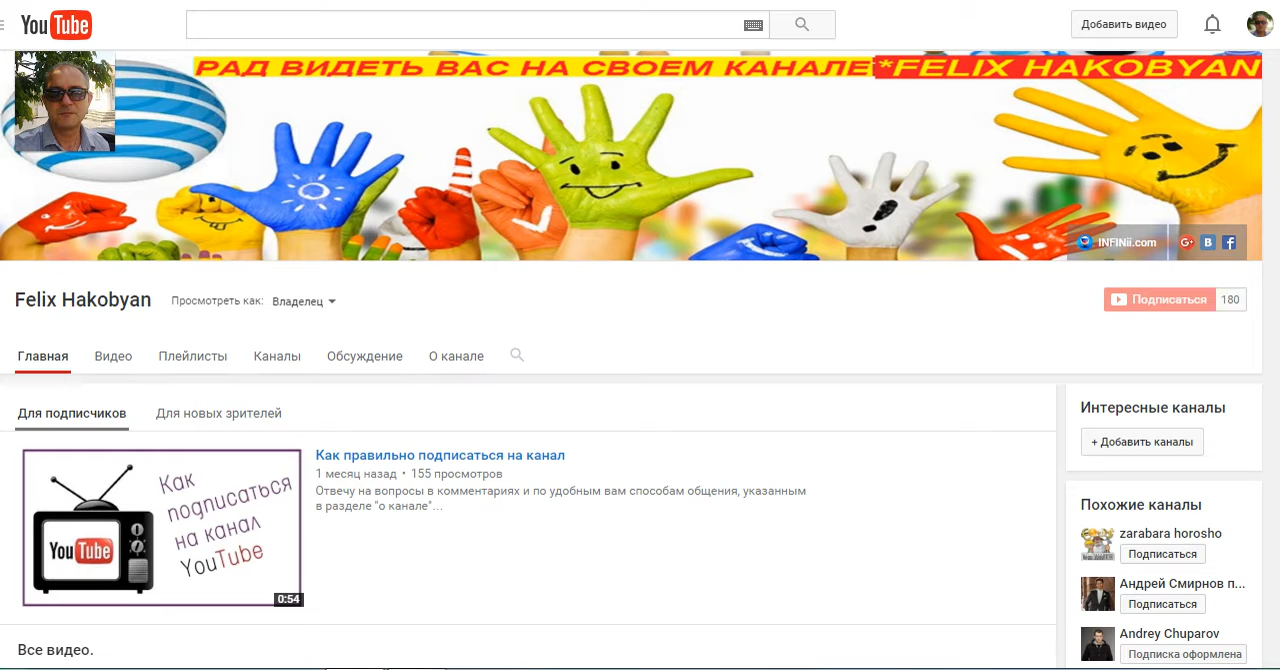 YouTube
Добавить видео
РАД ВИДЕТЬ ВАС НА СВОЕМ КАНАЛЕ *FELIX HAKOBYAN
INFINii.com
G+ B f
Felix Hakobyan
Просмотреть как: Владелец
Подписаться 180
Главная Видео Плейлисты Каналы Обсуждение О канале
Для подписчиков Для новых зрителей
Как
подписаться
на канал
YouTube
YouTube
0:54
Как правильно подписаться на канал
1 месяц назад • 155 просмотров
Отвечу на вопросы в комментариях и по удобным вам способам общения, указанным
в разделе "о канале"...
Все видео.
Интересные каналы
+ Добавить каналы
Похожие каналы
zarabara horosho
Подписаться
Андрей Смирнов п...
Подписаться
Andrey Chuparov
Подписка оформлена